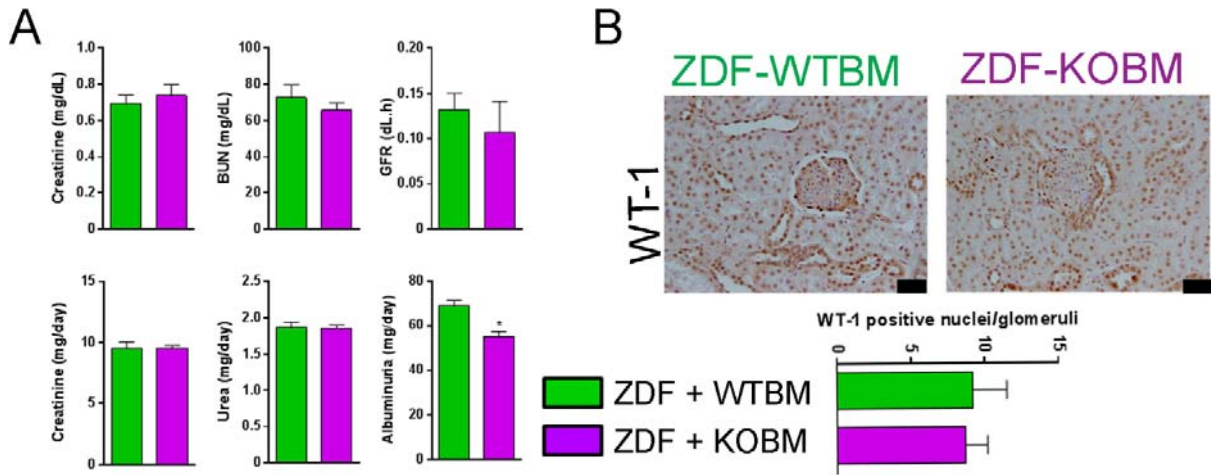 A
Creatinine (mg/dL)
1.0
0.8
0.6
0.4
0.2
0.0
BUN (mg/dL)
100
80
60
40
20
0
GFR (dL.h)
0.20
0.15
0.10
0.05
0.00
Creatinine (mg/day)
15
10
5
0
Urea (mg/day)
2.5
2.0
1.5
1.0
0.5
0.0
Albuminuria (mg/day)
80
60
40
20
0
*
B
ZDF-WTBM
ZDF-KOBM
WT-1
WT-1 positive nuclei/glomeruli
0
5
10
15
ZDF + WTBM
ZDF + KOBM